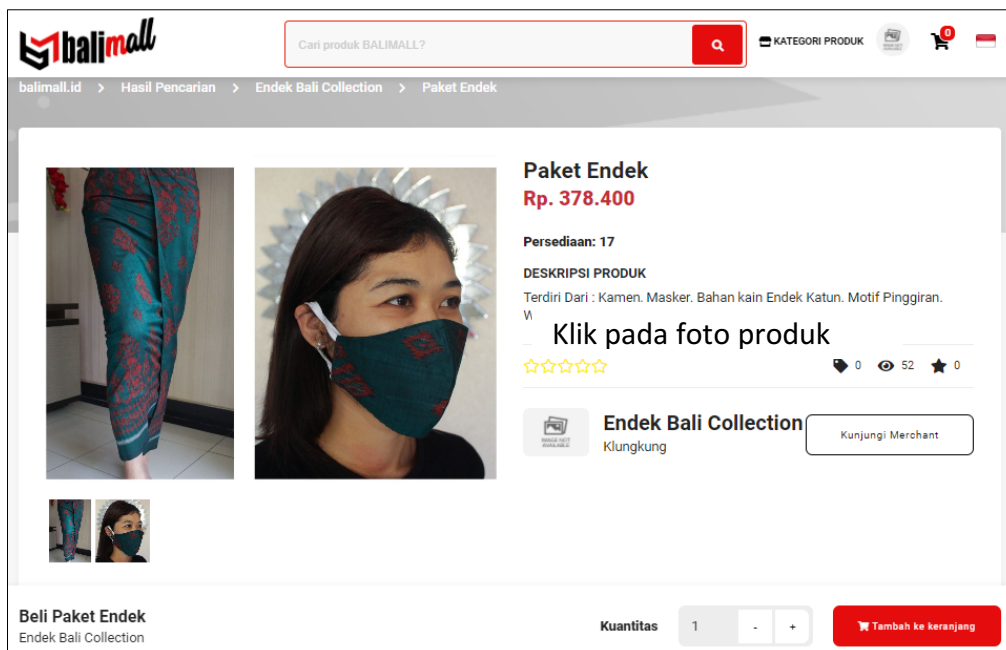 balimall
Cari produk BALIMALL?
KATEGORI PRODUK
0
balimall.id > Hasil Pencarian > Endek Bali Collection > Paket Endek
Paket Endek
Rp. 378.400
Persediaan: 17
DESKRIPSI PRODUK
Terdiri Dari : Kamen. Masker. Bahan kain Endek Katun. Motif Pinggiran.
Klik pada foto produk
0 52 0
IMAGE NOT
AVAILABLE
Endek Bali Collection
Klungkung
Kunjungi Merchant
Beli Paket Endek
Endek Bali Collection
Kuantitas 1 - +
Tambah ke keranjang